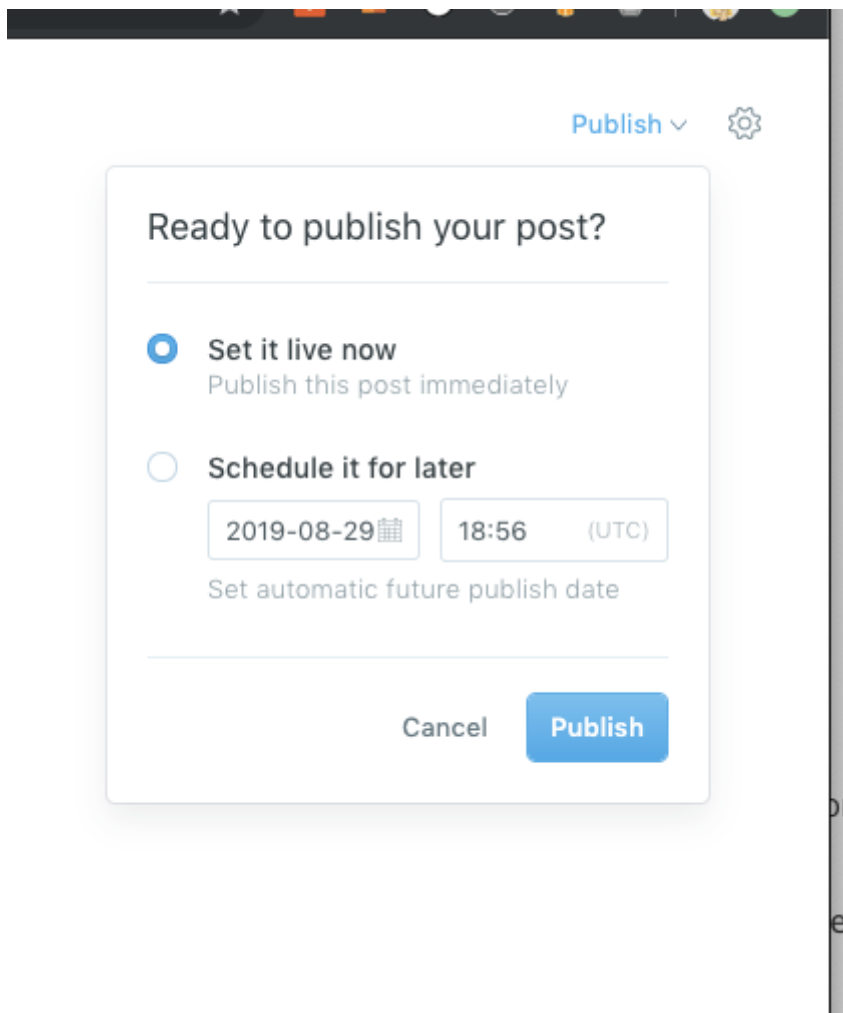 Publish
Ready to publish your post?
Set it live now
Publish this post immediately
Schedule it for later
2019-08-29 18:56 (UTC)
Set automatic future publish date
Cancel Publish